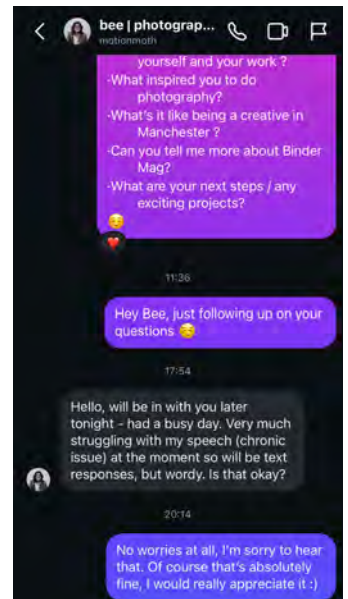 bee | photograp...
motionmoth
yourself and your work ?
-What inspired you to do
photography?
-What's it like being a creative in
Manchester ?
-Can you tell me more about Binder
Mag?
-What are your next steps / any
exciting projects?
☺️
❤️
11:36
Hey Bee, just following up on your
questions ☺️
17:54
Hello, will be in with you later
tonight - had a busy day. Very much
struggling with my speech (chronic
issue) at the moment so will be text
responses, but wordy. Is that okay?
20:14
No worries at all, I'm sorry to hear
that. Of course that's absolutely
fine, I would really appreciate it :)